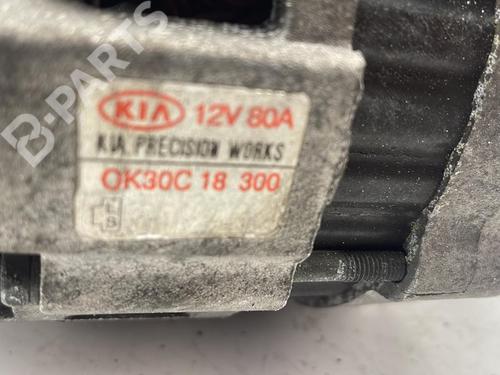 B-PARTS
KIA 12V 80A
KIA PRECISION WORKS
OK30C 18 300
L
S